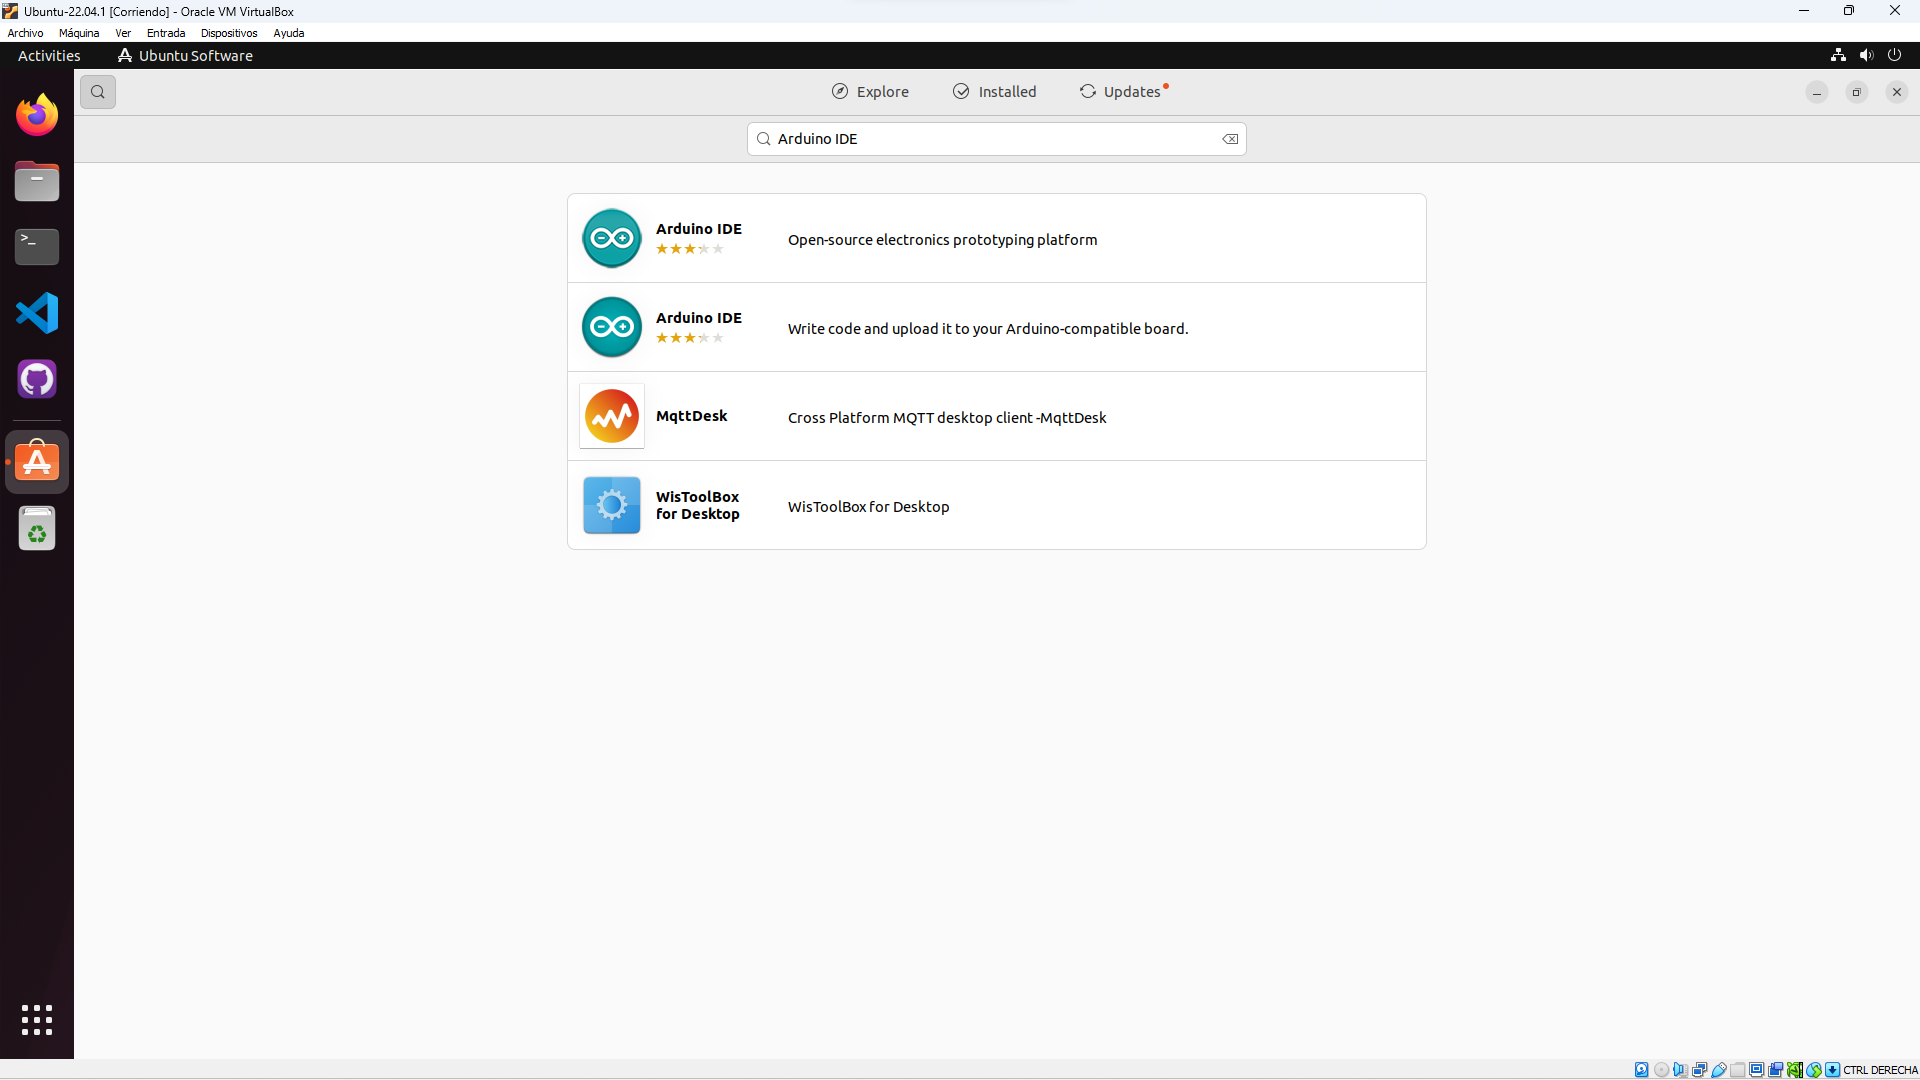 Ubuntu-22.04.1 [Corriendo] - Oracle VM VirtualBox
Archivo Máquina Ver Entrada Dispositivos Ayuda
Activities Ubuntu Software
Explore Installed Updates
Arduino IDE
Arduino IDE
Open-source electronics prototyping platform
Arduino IDE
Write code and upload it to your Arduino-compatible board.
MqttDesk
Cross Platform MQTT desktop client -MqttDesk
WisToolBox
for Desktop
WisToolBox for Desktop
CTRL DERECHA